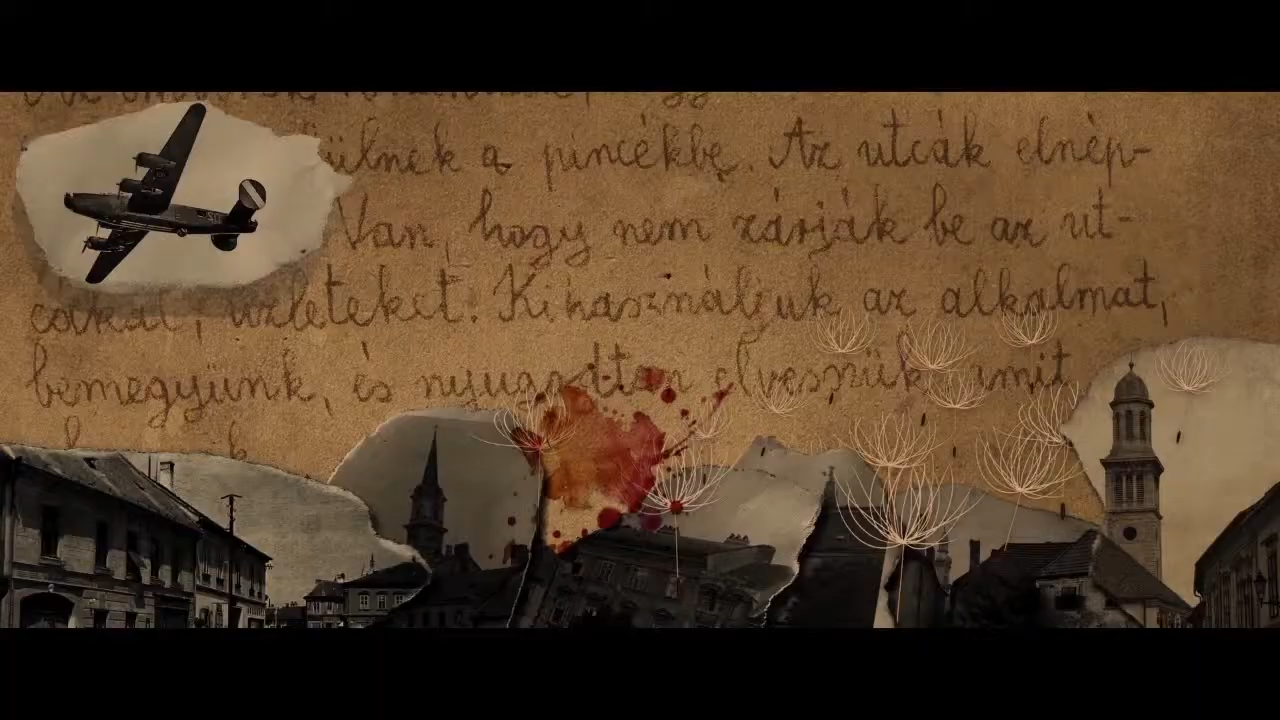 ülnek a pincékbe. Az utcák elnép-
Van, hogy nem zárják be az ut-
cákat, üzleteket. Kihasználjuk az alkalmat,
bemegyünk, és nyugodtan elvesszük amit